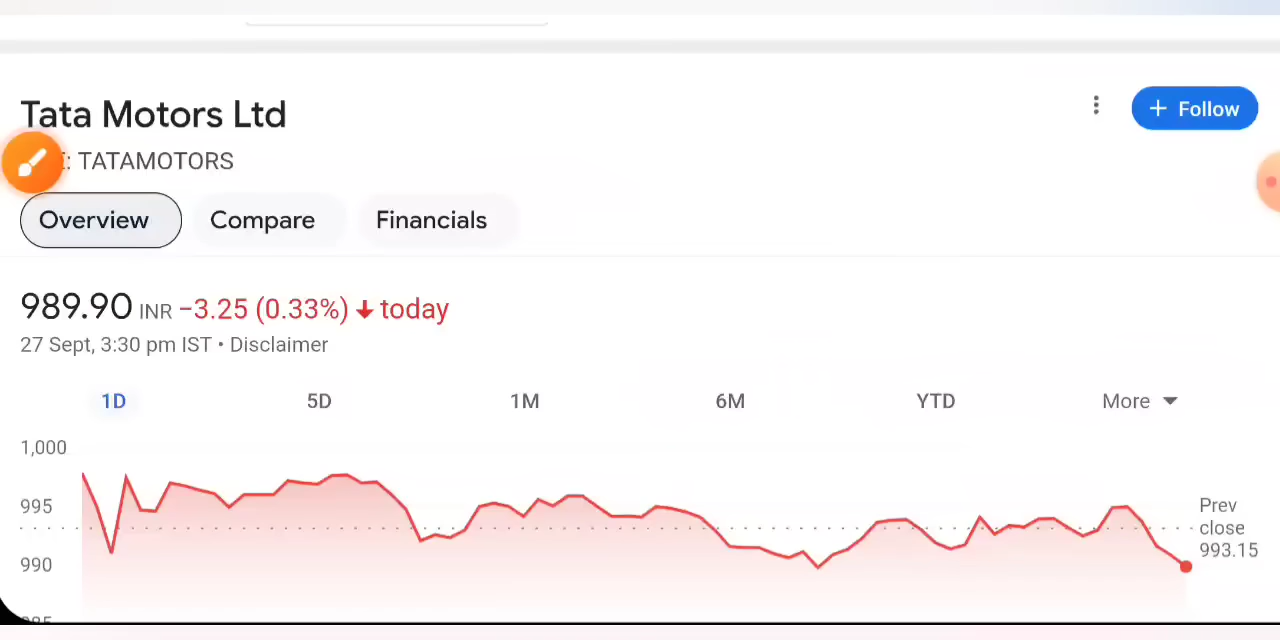 Tata Motors Ltd
: TATAMOTORS
+ Follow
Overview
Compare
Financials
989.90 INR −3.25 (0.33%) ↓ today
27 Sept, 3:30 pm IST • Disclaimer
1D
5D
1M
6M
YTD
More
1,000
995
990
Prev
close
993.15